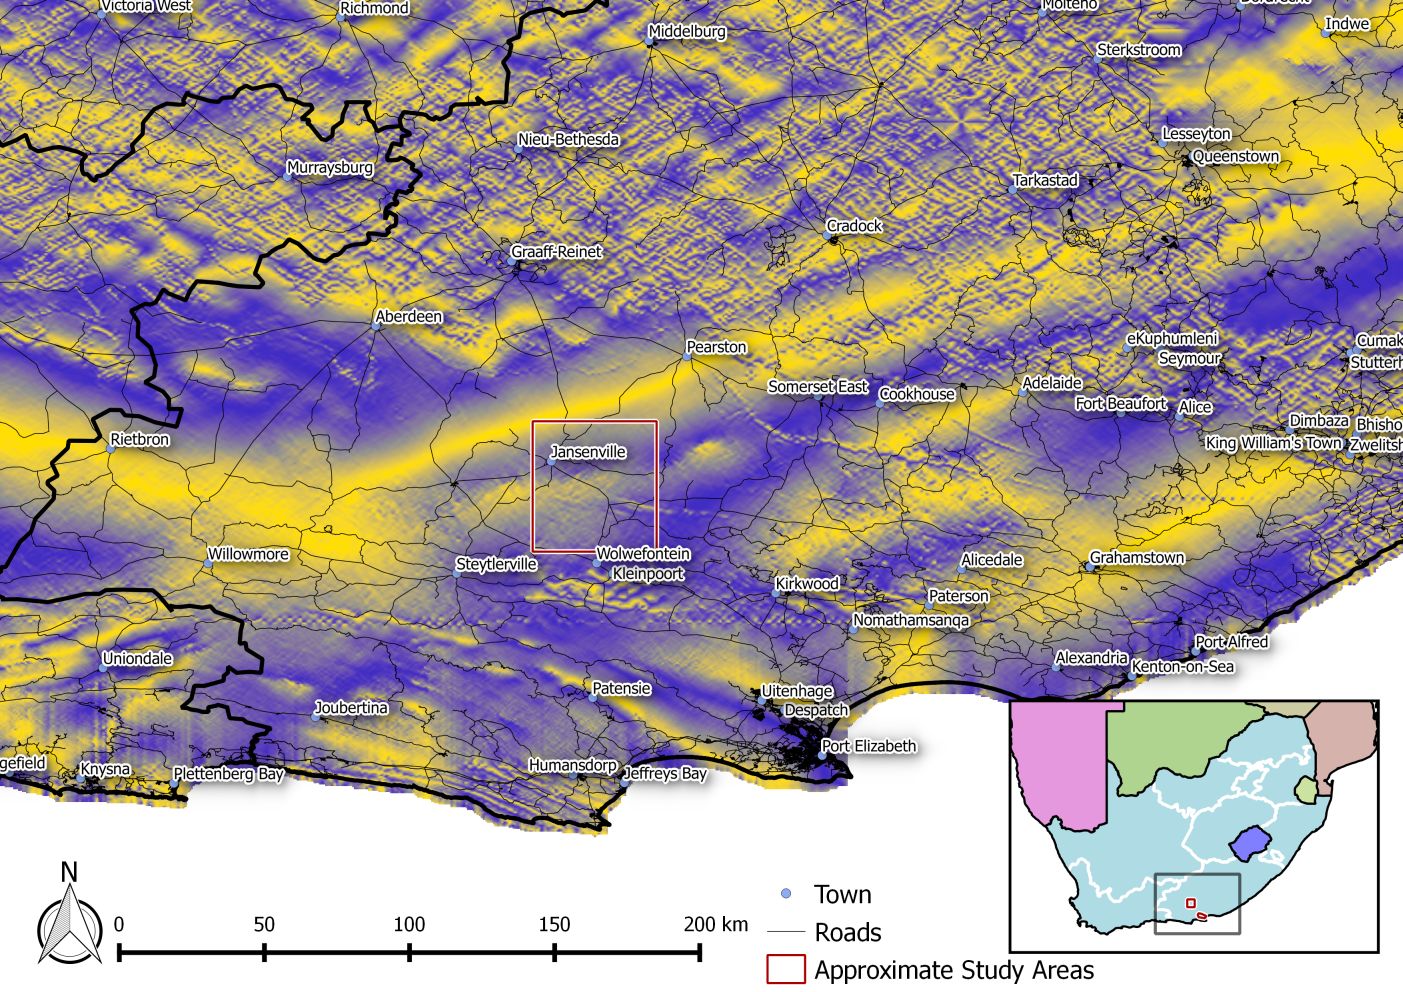 Victoria West
Richmond
Molteno
Indwe
Middelburg
Sterkstroom
Lesseyton
Nieu-Bethesda
Queenstown
Murraysburg
Tarkastad
Cradock
Graaff-Reinet
Aberdeen
eKuphumleni
Cumak
Pearston
Seymour
Stutterh
Somerset East
Cookhouse
Adelaide
Fort Beaufort
Alice
Dimbaza
Bhisho
Rietbron
King William's Town
Zwelitsh
Jansenville
Willowmore
Steytlerville
Wolwefontein
Kleinpoort
Alicedale
Grahamstown
Kirkwood
Paterson
Nomathamsanqa
Port Alfred
Uniondale
Alexandria
Kenton-on-Sea
Patensie
Uitenhage
Joubertina
Despatch
Port Elizabeth
gefield
Knysna
Plettenberg Bay
Humansdorp
Jeffreys Bay
N
0 50 100 150 200 km
Town
Roads
Approximate Study Areas